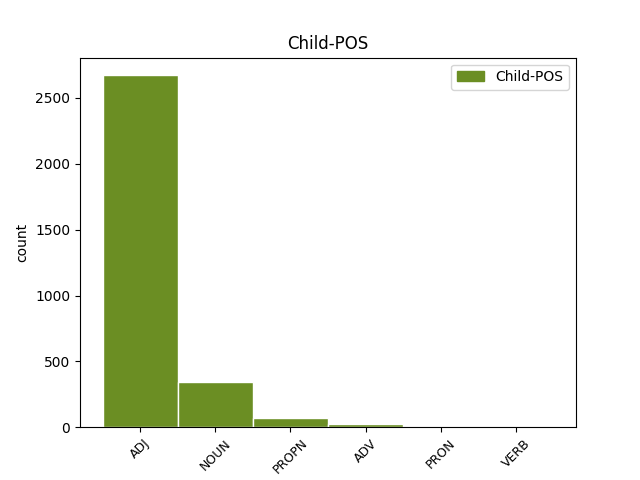 Child-POS
Child-POS
count
2500
2000
1500
1000
500
0
ADJ
NOUN
PROPN
ADV
PRON
VERB